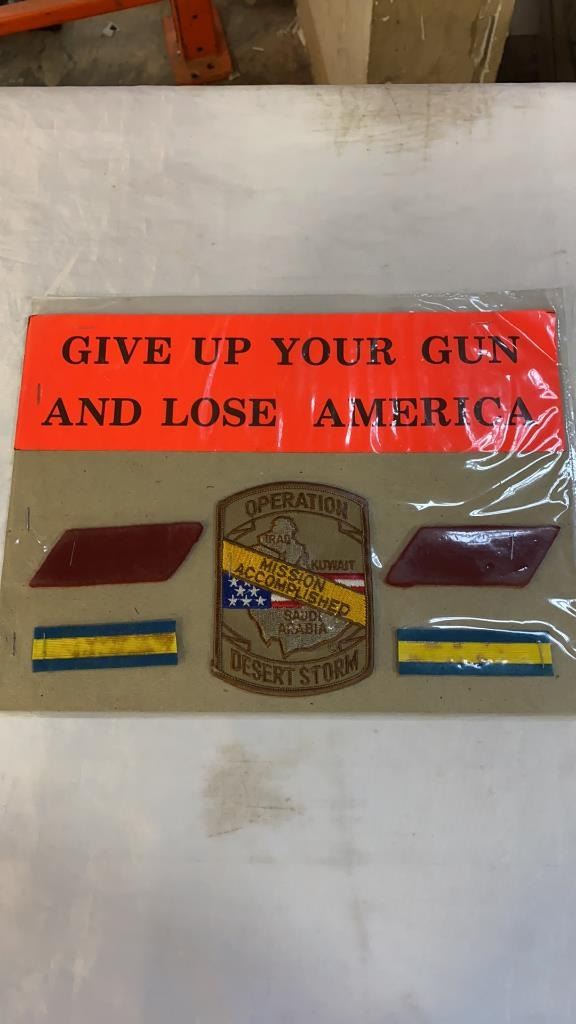 GIVE UP YOUR GUN
AND LOSE AMERICA
OPERATION
IRAQ
KUWAIT
MISSION
ACCOMPLISHED
SAUDI
ARABIA
DESERT STORM